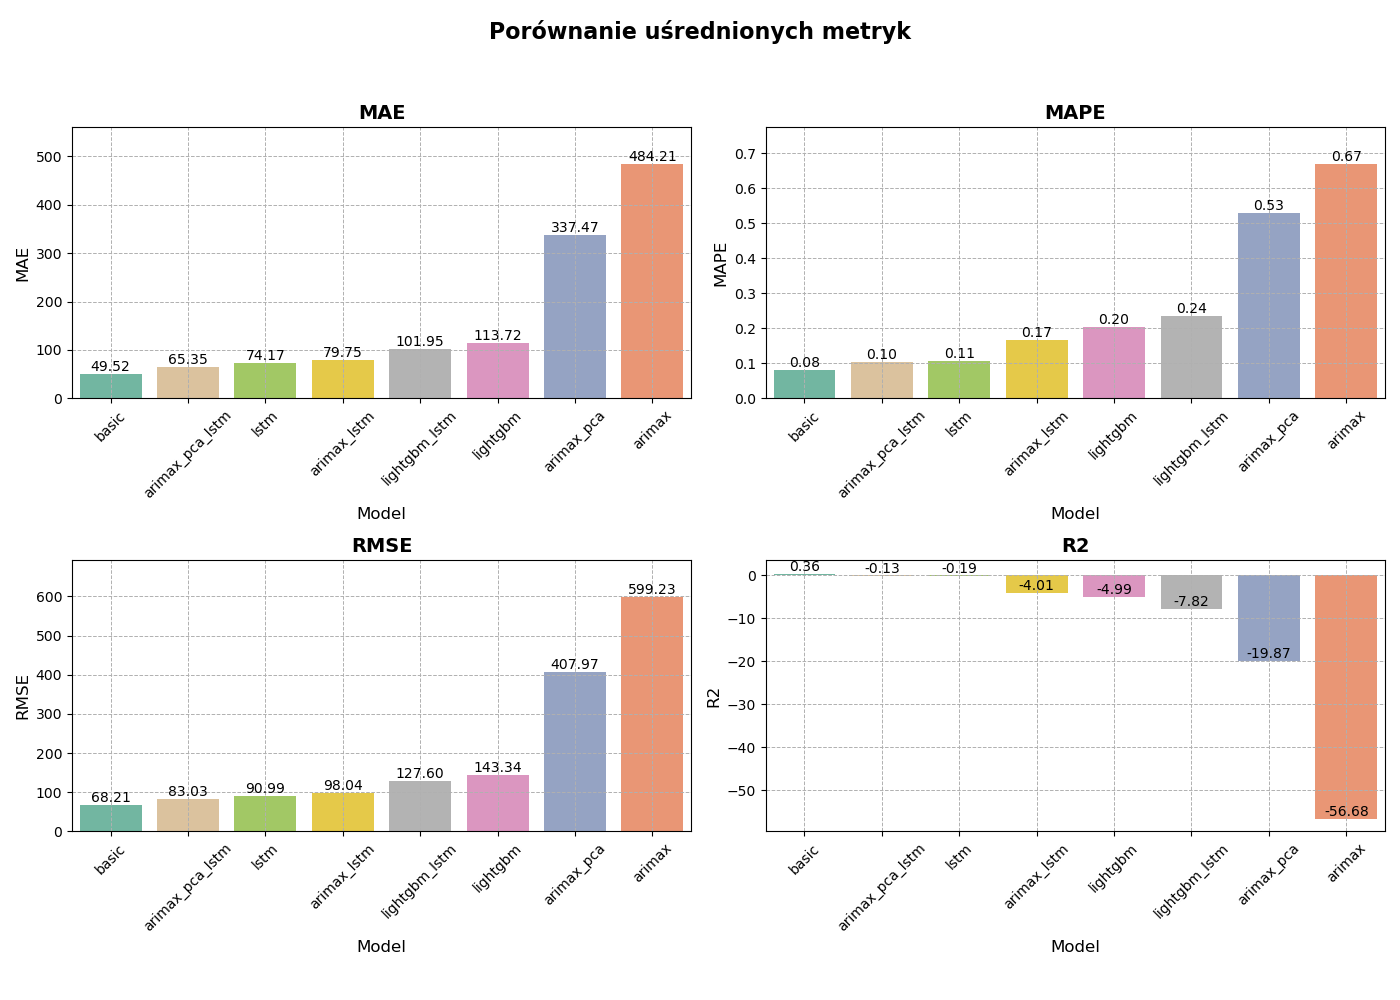 Porównanie uśrednionych metryk
MAE
MAE
500
400
300
200
100
0
49.52
65.35
74.17
79.75
101.95
113.72
337.47
484.21
basic
arimax_pca_lstm
lstm
arimax_lstm
lightgbm_lstm
lightgbm
arimax_pca
arimax
Model
MAPE
MAPE
0.7
0.6
0.5
0.4
0.3
0.2
0.1
0.0
0.08
0.10
0.11
0.17
0.20
0.24
0.53
0.67
basic
arimax_pca_lstm
lstm
arimax_lstm
lightgbm
lightgbm_lstm
arimax_pca
arimax
Model
RMSE
RMSE
600
500
400
300
200
100
0
68.21
83.03
90.99
98.04
127.60
143.34
407.97
599.23
basic
arimax_pca_lstm
lstm
arimax_lstm
lightgbm_lstm
lightgbm
arimax_pca
arimax
Model
R2
R2
0
−10
−20
−30
−40
−50
0.36
-0.13
-0.19
-4.01
-4.99
-7.82
-19.87
-56.68
basic
arimax_pca_lstm
lstm
arimax_lstm
lightgbm
lightgbm_lstm
arimax_pca
arimax
Model